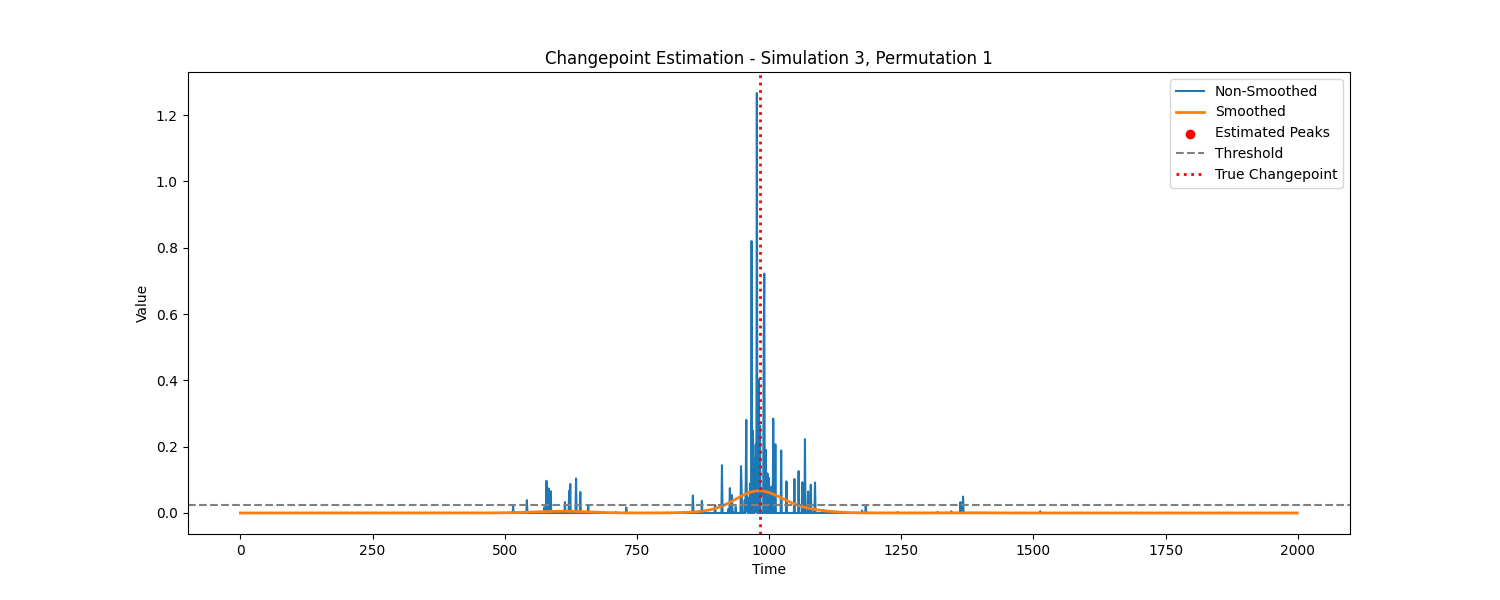 Changepoint Estimation - Simulation 3, Permutation 1
Non-Smoothed
Smoothed
Estimated Peaks
Threshold
True Changepoint
Value
1.2
1.0
0.8
0.6
0.4
0.2
0.0
0 250 500 750 1000 1250 1500 1750 2000
Time